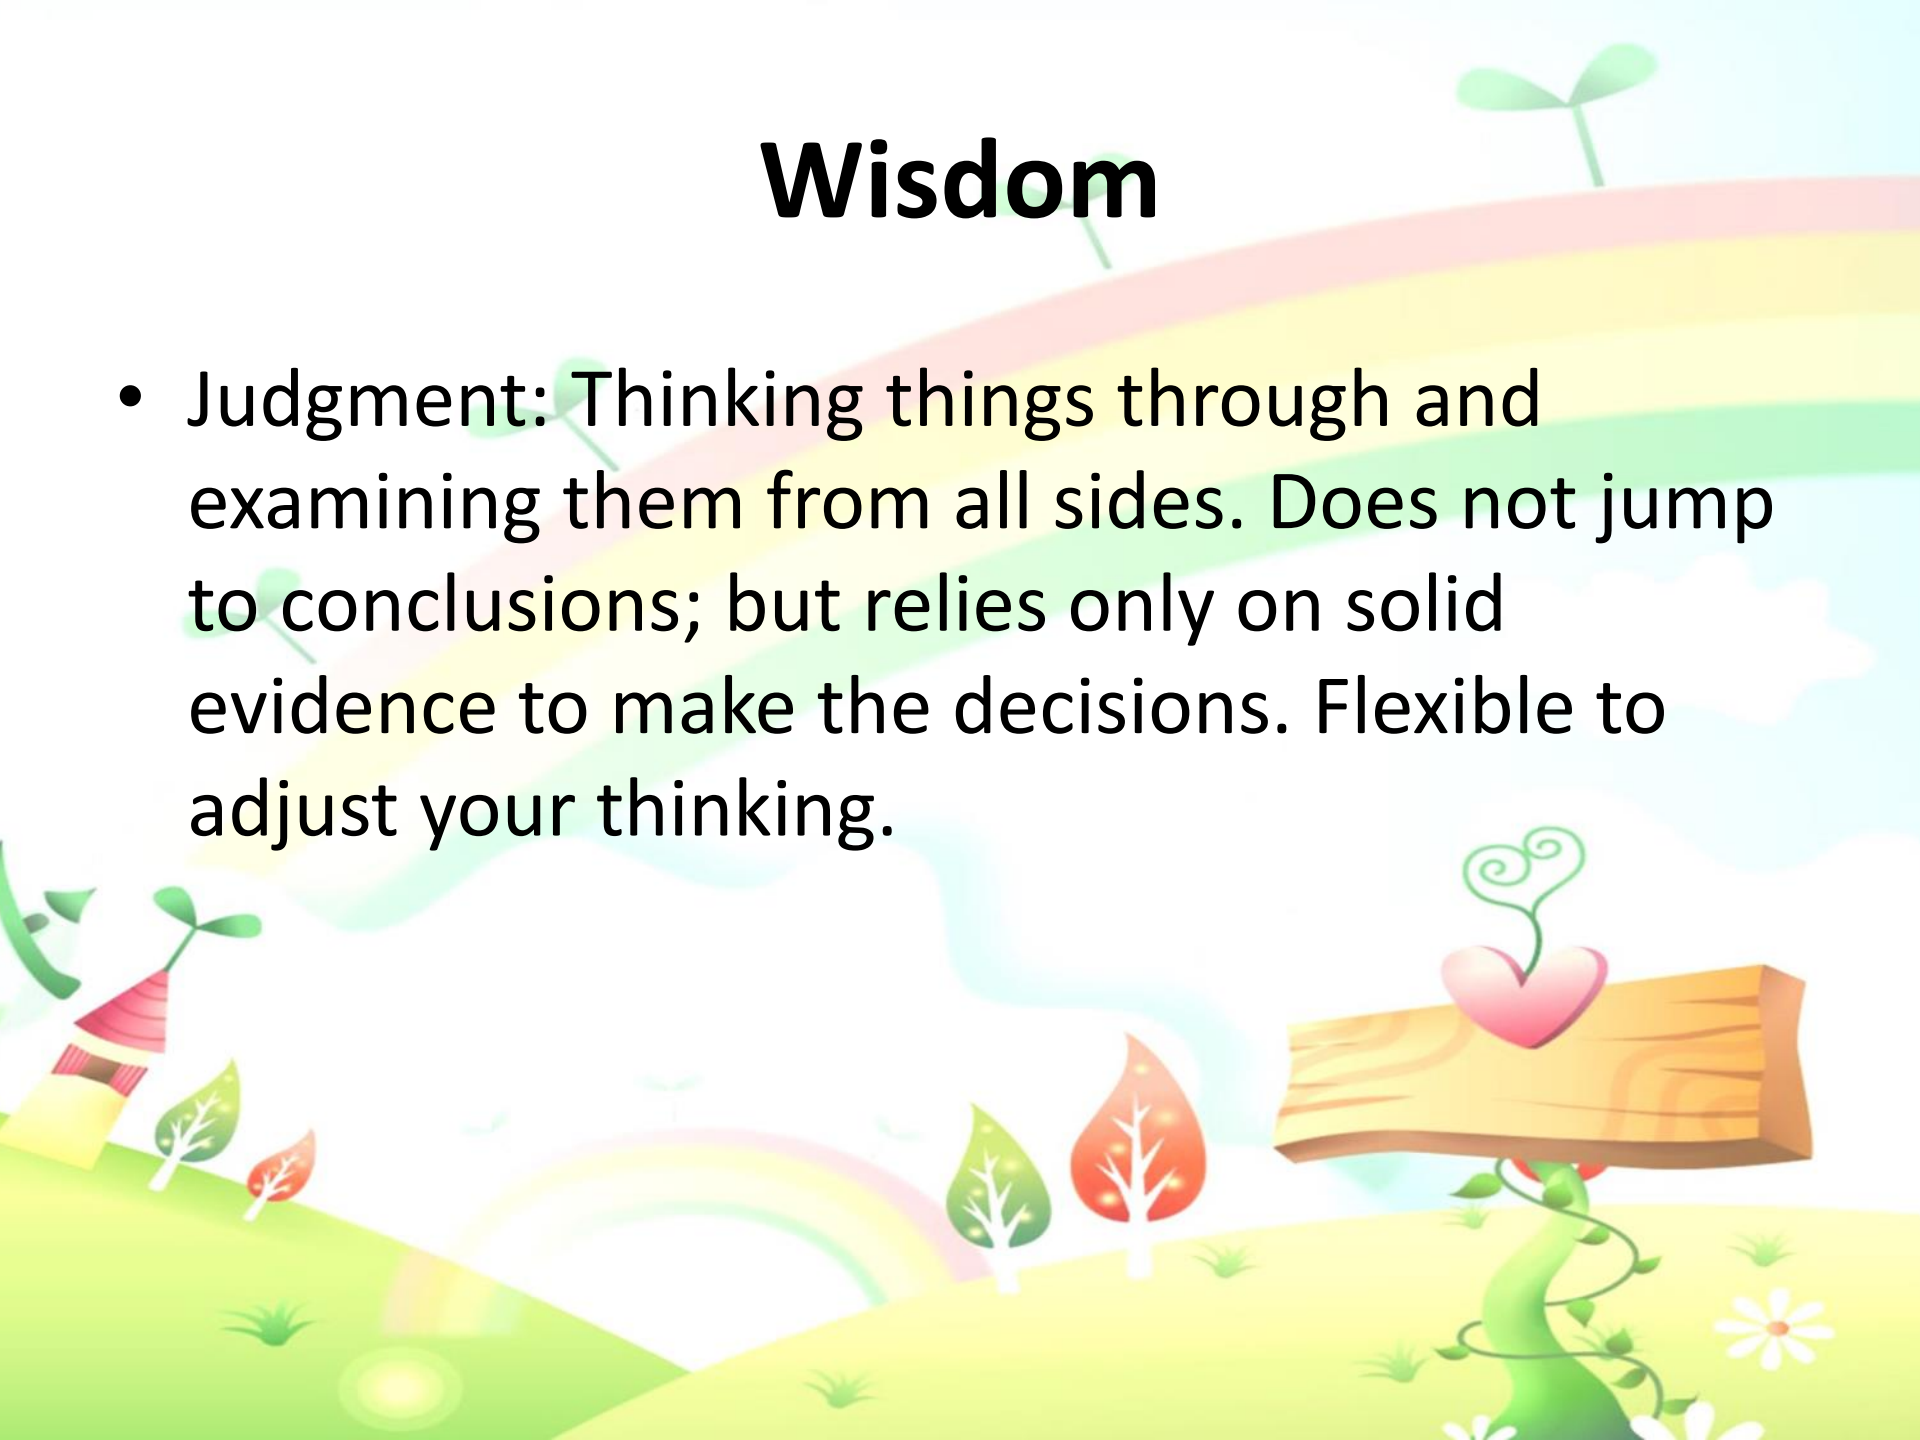 Wisdom
• Judgment: Thinking things through and
examining them from all sides. Does not jump
to conclusions; but relies only on solid
evidence to make the decisions. Flexible to
adjust your thinking.